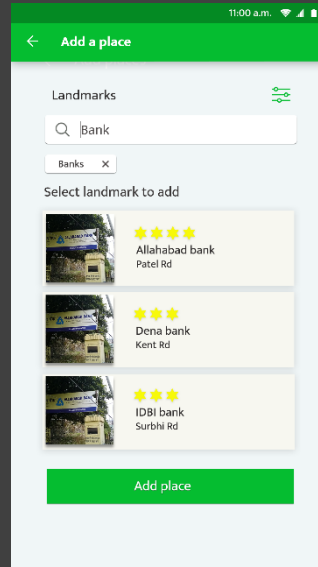 11:00 a.m.
Add a place
Landmarks
Bank
Banks
Select landmark to add
Allahabad bank
Patel Rd
Dena bank
Kent Rd
IDBI bank
Surbhi Rd
Add place